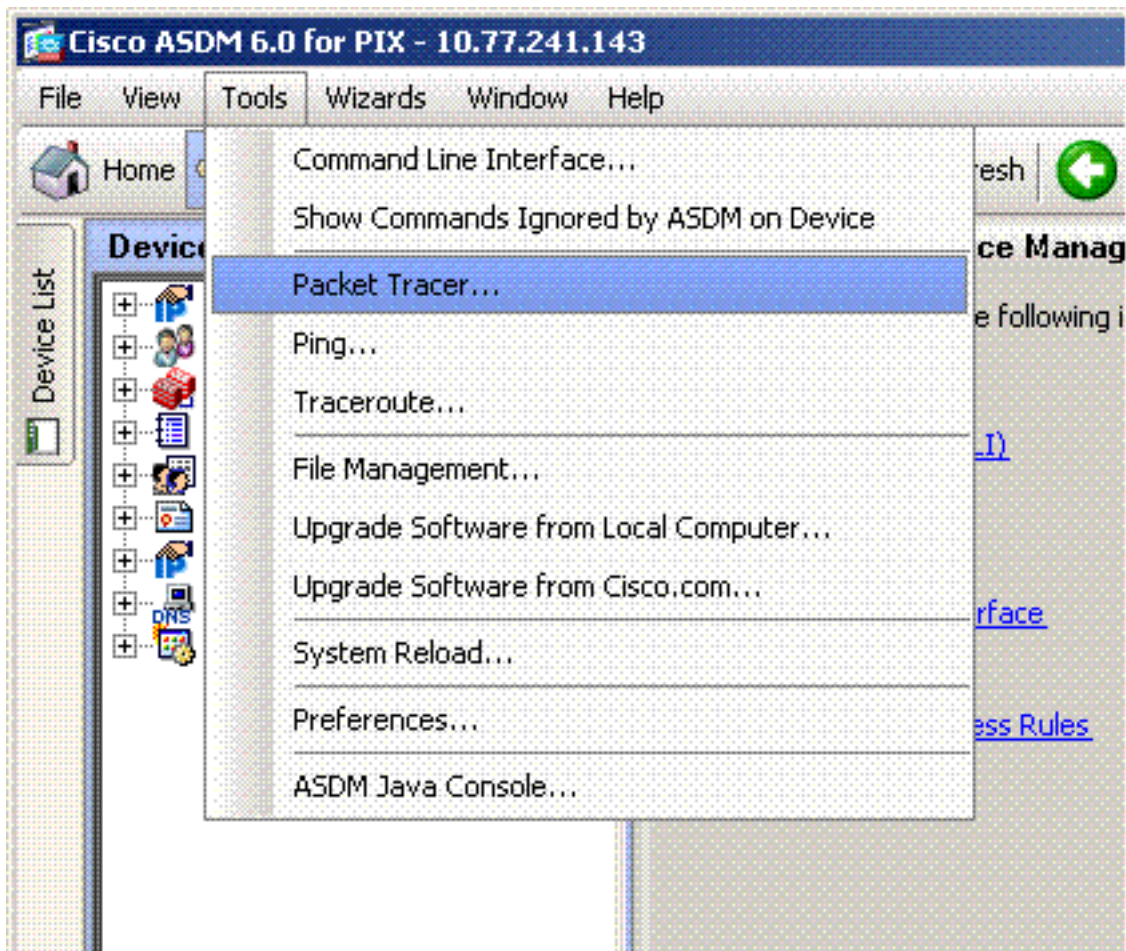 Cisco ASDM 6.0 for PIX - 10.77.241.143
File View Tools Wizards Window Help
Home
Command Line Interface...
Show Commands Ignored by ASDM on Device
Packet Tracer...
Ping...
Traceroute...
File Management...
Upgrade Software from Local Computer...
Upgrade Software from Cisco.com...
System Reload...
Preferences...
ASDM Java Console...
Device List
IP
IP
DNS
resh
ce Manag
e following i
LI)
rface
ess Rules